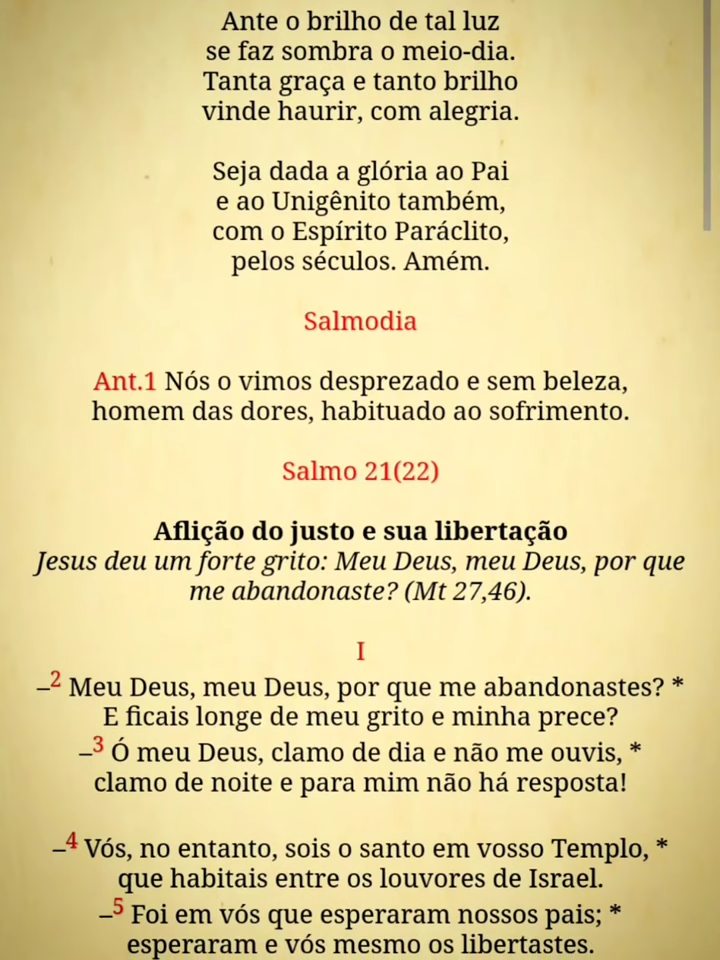 Ante o brilho de tal luz
se faz sombra o meio-dia.
Tanta graça e tanto brilho
vinde haurir, com alegria.
Seja dada a glória ao Pai
e ao Unigênito também,
com o Espírito Paráclito,
pelos séculos. Amém.
Salmodia
Ant.1 Nós o vimos desprezado e sem beleza,
homem das dores, habituado ao sofrimento.
Salmo 21(22)
Aflição do justo e sua libertação
Jesus deu um forte grito: Meu Deus, meu Deus, por que
me abandonaste? (Mt 27,46).
I
–2 Meu Deus, meu Deus, por que me abandonastes? *
E ficais longe de meu grito e minha prece?
–3 Ó meu Deus, clamo de dia e não me ouvis, *
clamo de noite e para mim não há resposta!
–4 Vós, no entanto, sois o santo em vosso Templo, *
que habitais entre os louvores de Israel.
–5 Foi em vós que esperaram nossos pais; *
esperaram e vós mesmo os libertastes.